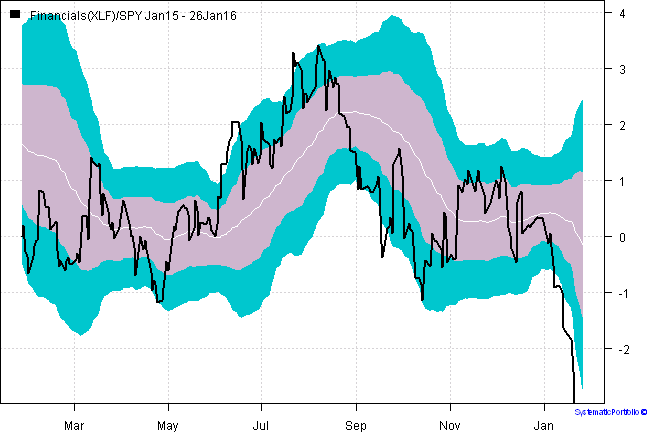 Financials(XLF)/SPY Jan15 - 26Jan16
4
3
2
1
0
-1
-2
Mar May Jul Sep Nov Jan
SystematicPortfolio ©